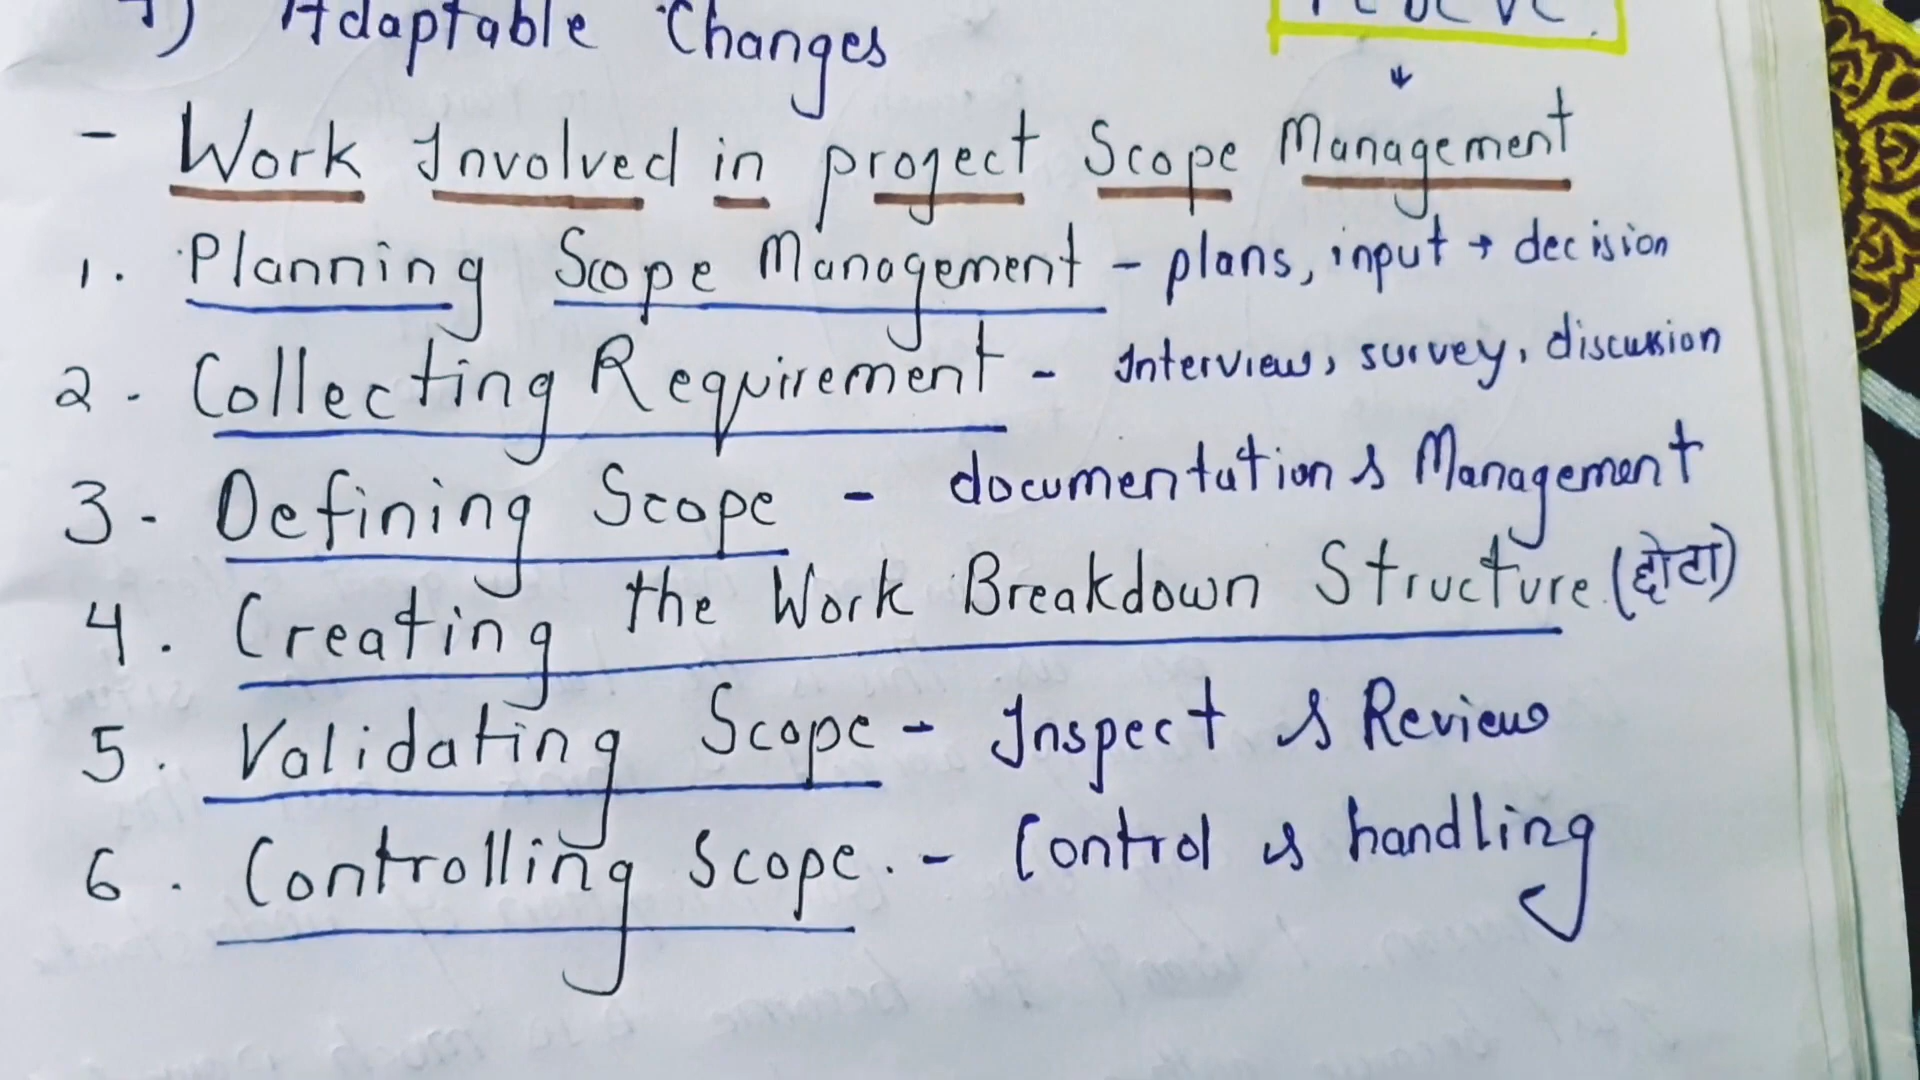 Adaptable Changes
- Work Involved in project Scope Management
1. Planning Scope Management - plans, input → decision
2. Collecting Requirement - Interview, survey, discussion
3. Defining Scope - documentation & Management
4. Creating the Work Breakdown Structure. (छोटा)
5. Validating Scope - Inspect & Review
6. Controlling Scope. - Control & handling